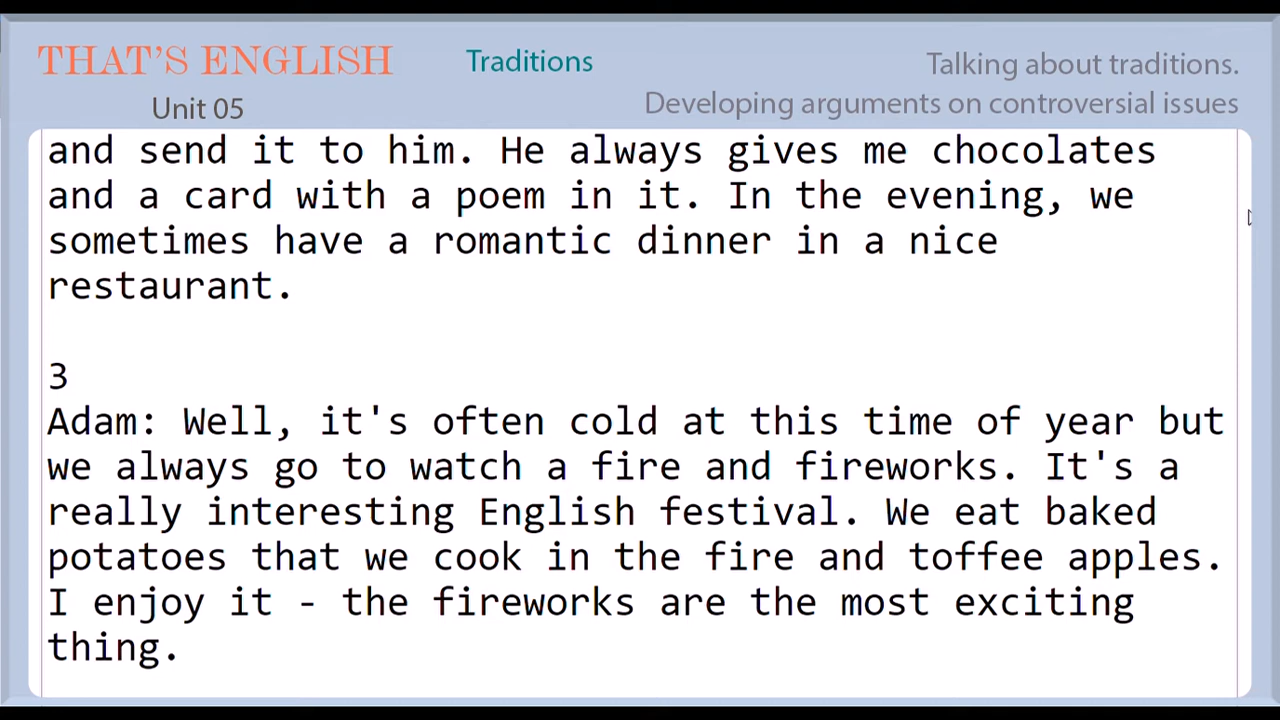 THAT'S ENGLISH
Traditions
Talking about traditions.
Unit 05
Developing arguments on controversial issues
and send it to him. He always gives me chocolates
and a card with a poem in it. In the evening, we
sometimes have a romantic dinner in a nice
restaurant.
3
Adam: Well, it's often cold at this time of year but
we always go to watch a fire and fireworks. It's a
really interesting English festival. We eat baked
potatoes that we cook in the fire and toffee apples.
I enjoy it - the fireworks are the most exciting
thing.